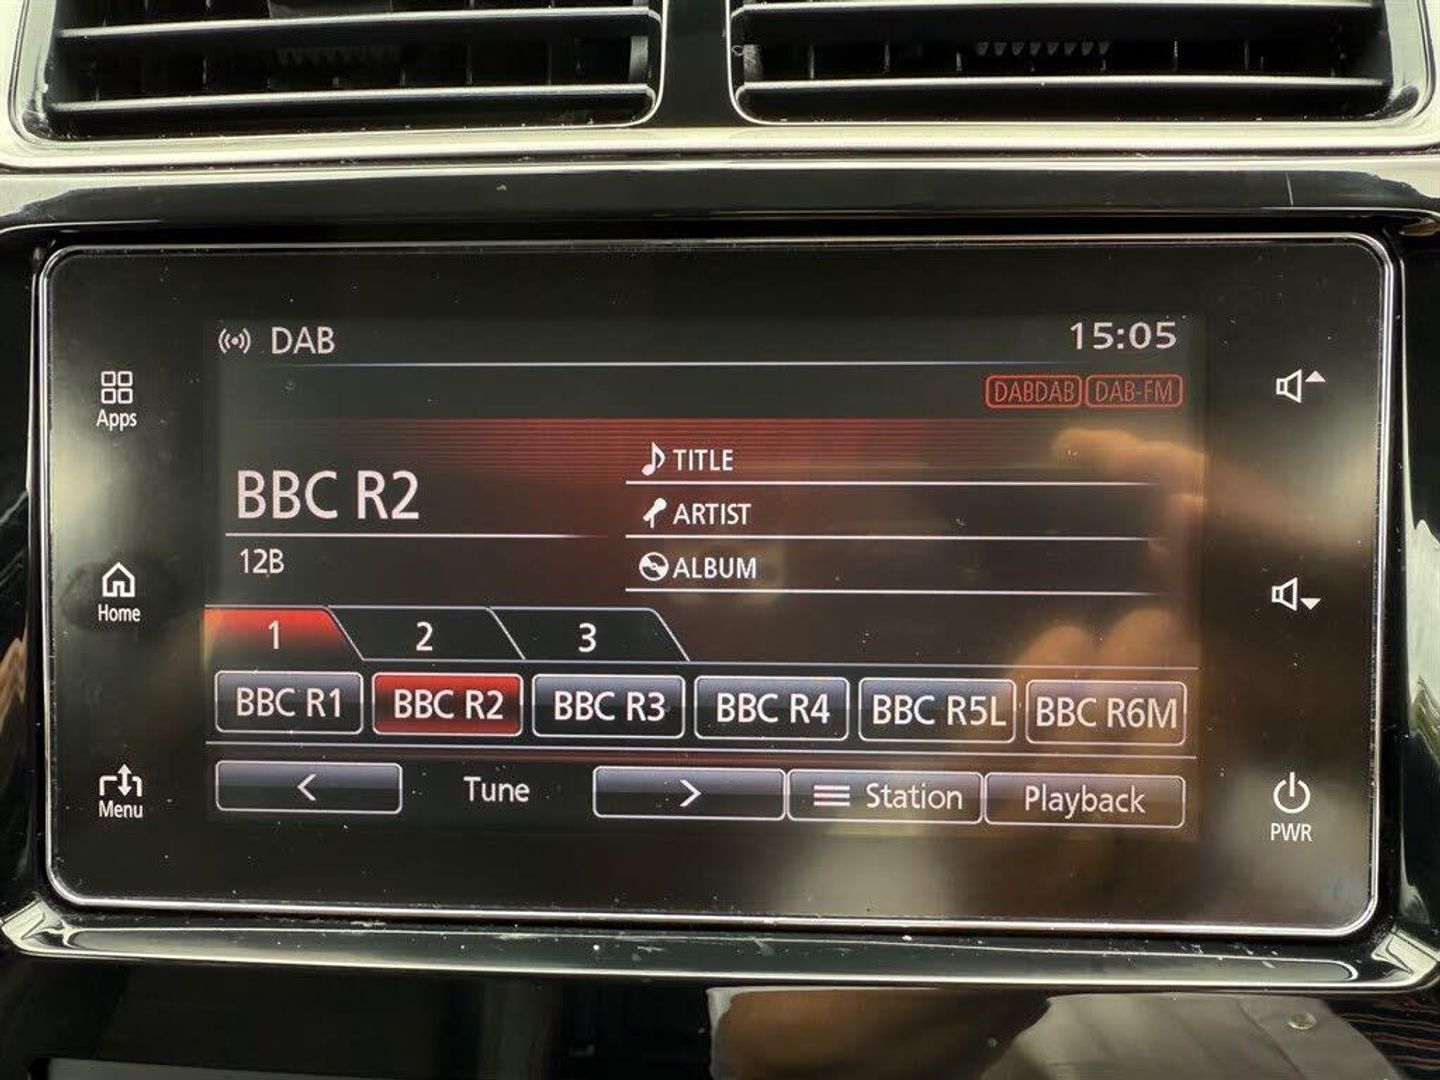 DAB
15:05
DABDAB DAB-FM
Apps
BBC R2
TITLE
ARTIST
12B
ALBUM
Home
1 2 3
BBC R1 BBC R2 BBC R3 BBC R4 BBC R5L BBC R6M
< Tune > Station Playback
Menu
PWR